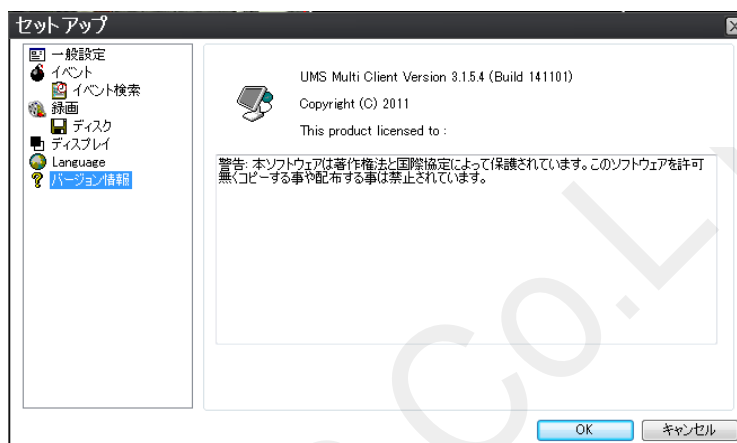 セットアップ
一般設定
イベント
イベント検索
録画
ディスク
ディスプレイ
Language
バージョン情報
UMS Multi Client Version 3.1.5.4 (Build 141101)
Copyright (C) 2011
This product licensed to :
警告: 本ソフトウェアは著作権法と国際協定によって保護されています。このソフトウェアを許可
無くコピーする事や配布する事は禁止されています。
OK
キャンセル